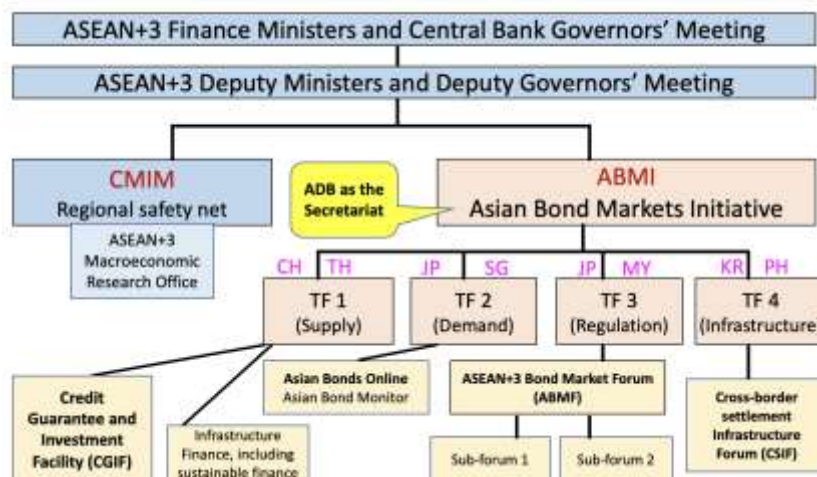 ASEAN+3 Finance Ministers and Central Bank Governors' Meeting
ASEAN+3 Deputy Ministers and Deputy Governors' Meeting
CMIM
Regional safety net
ASEAN+3
Macroeconomic
Research Office
ADB as the
Secretariat
ABMI
Asian Bond Markets Initiative
CH TH
JP SG
JP MY
KR PH
TF 1
(Supply)
TF 2
(Demand)
TF 3
(Regulation)
TF 4
(Infrastructure
Credit
Guarantee and
Investment
Facility (CGIF)
Infrastructure
Finance, including
sustainable finance
Asian Bonds Online
Asian Bond Monitor
ASEAN+3 Bond Market Forum
(ABMF)
Sub-forum 1
Sub-forum 2
Cross-border
settlement
Infrastructure
Forum (CSIF)